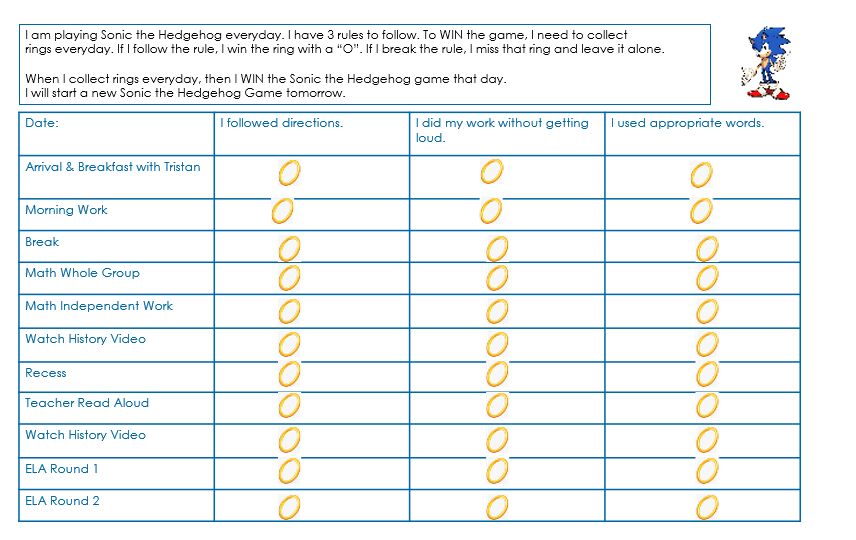 I am playing Sonic the Hedgehog everyday. I have 3 rules to follow. To WIN the game, I need to collect
rings everyday. If I follow the rule, I win the ring with a “O”. If I break the rule, I miss that ring and leave it alone.
When I collect rings everyday, then I WIN the Sonic the Hedgehog game that day.
I will start a new Sonic the Hedgehog Game tomorrow.
Date:
I followed directions.
I did my work without getting
loud.
I used appropriate words.
Arrival & Breakfast with Tristan
Morning Work
Break
Math Whole Group
Math Independent Work
Watch History Video
Recess
Teacher Read Aloud
Watch History Video
ELA Round 1
ELA Round 2